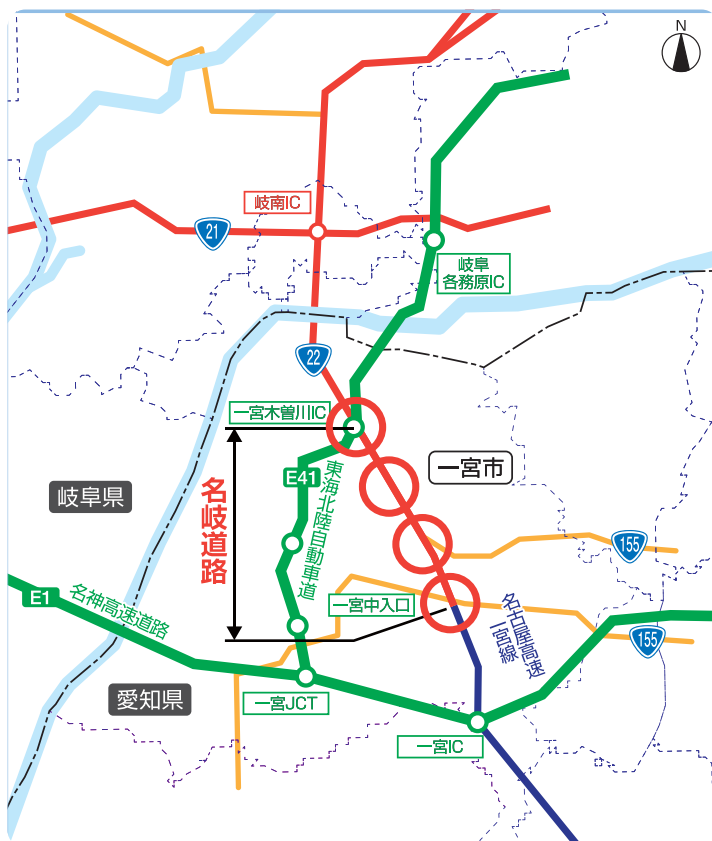 N
岐南IC
21
岐阜
各務原IC
22
一宮木曽川IC
一宮市
E41
東海北陸自動車道
名岐道路
岐阜県
155
E1
名神高速道路
一宮中入口
名古屋高速
一宮線
155
愛知県
一宮JCT
一宮IC